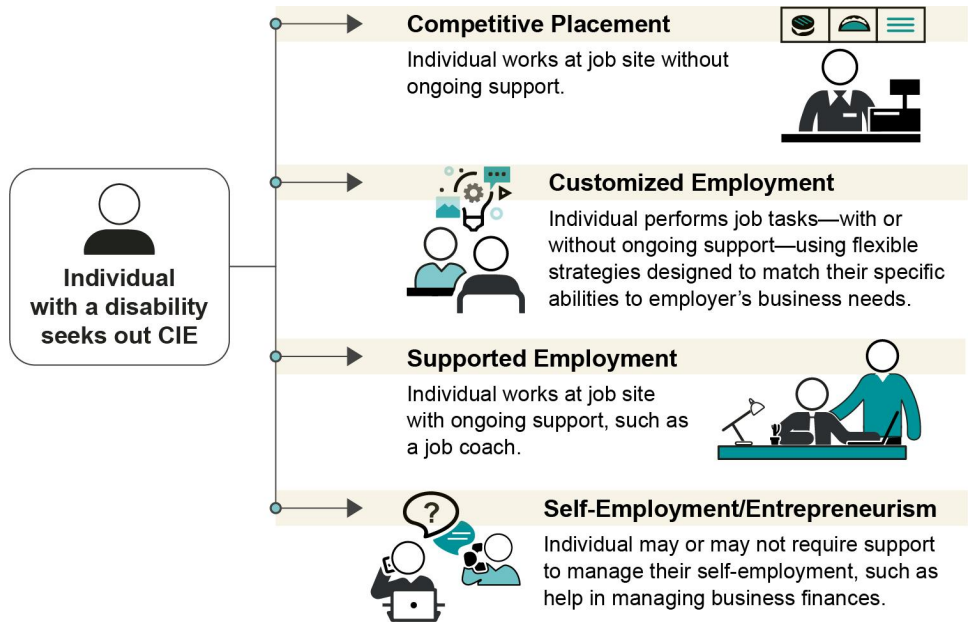 Competitive Placement
Individual works at job site without
ongoing support.
Individual
with a disability
seeks out CIE
Customized Employment
Individual performs job tasks—with or
without ongoing support—using flexible
strategies designed to match their specific
abilities to employer’s business needs.
Supported Employment
Individual works at job site
with ongoing support, such as
a job coach.
?
Self-Employment/Entrepreneurism
Individual may or may not require support
to manage their self-employment, such as
help in managing business finances.